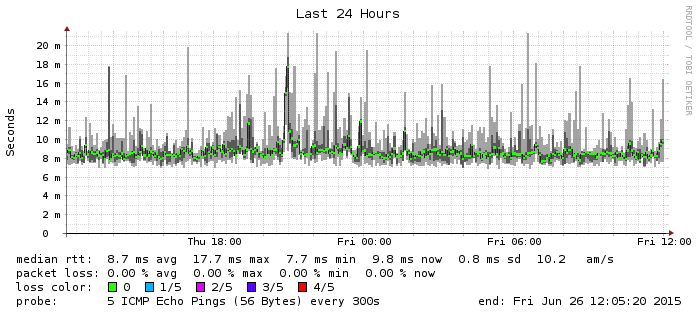 Last 24 Hours
RRDTOOL / TOBI OETIKER
Seconds
20 m
18 m
16 m
14 m
12 m
10 m
8 m
6 m
4 m
2 m
0
Thu 18:00 Fri 00:00 Fri 06:00 Fri 12:00
median rtt: 8.7 ms avg 17.7 ms max 7.7 ms min 9.8 ms now 0.8 ms sd 10.2 am/s
packet loss: 0.00 % avg 0.00 % max 0.00 % min 0.00 % now
loss color: 0 1/5 2/5 3/5 4/5
probe: 5 ICMP Echo Pings (56 Bytes) every 300s end: Fri Jun 26 12:05:20 2015